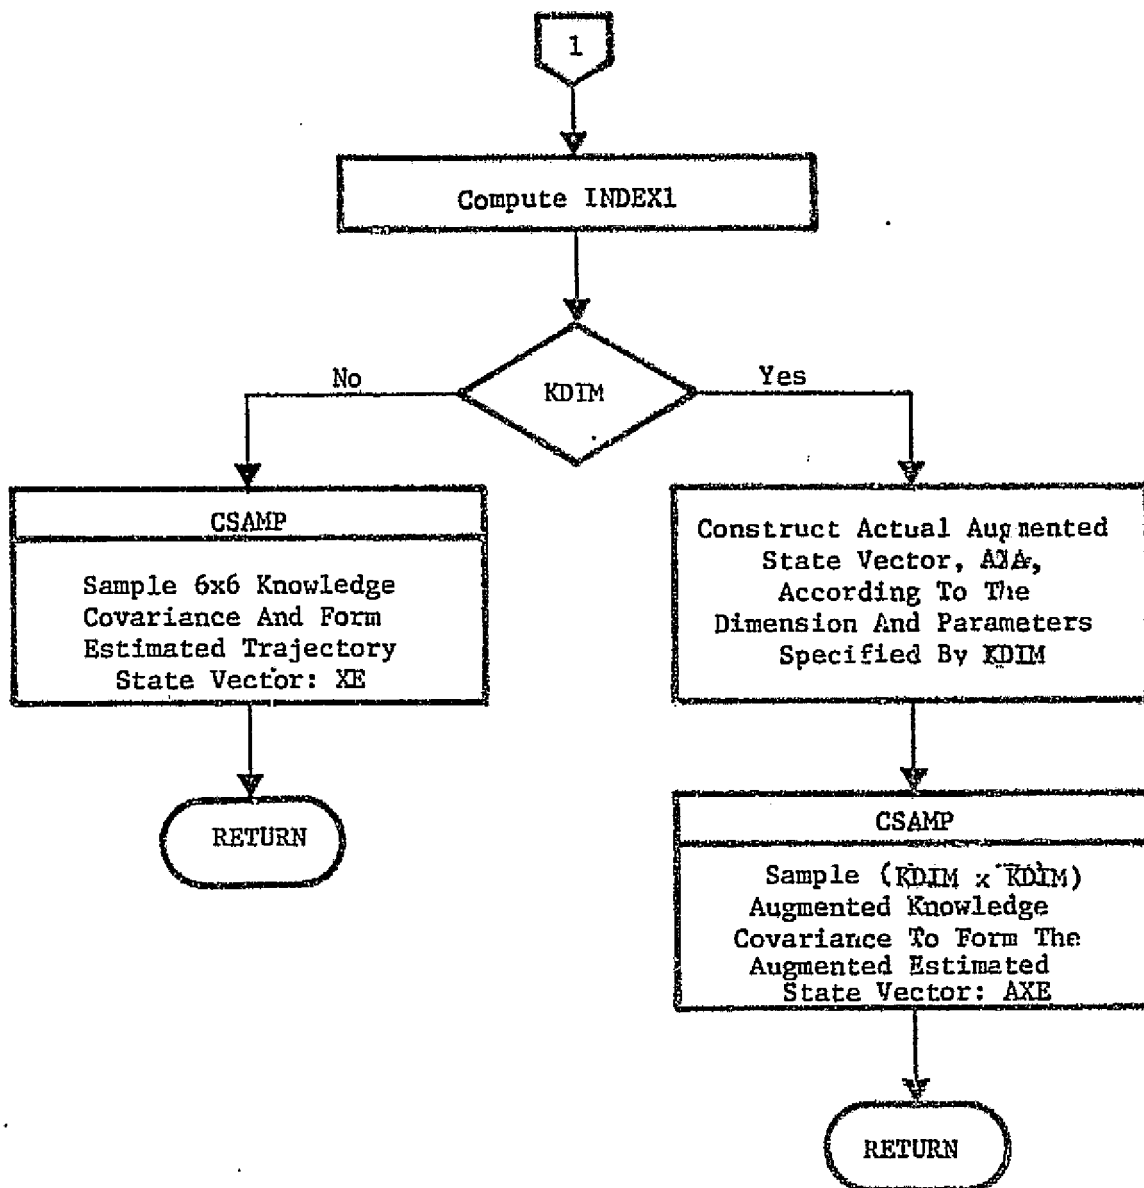 1
Compute INDEX1
KDIM
No
Yes
CSAMP
Sample 6x6 Knowledge
Covariance And Form
Estimated Trajectory
State Vector: XE
RETURN
Construct Actual Augmented
State Vector,
According To The
Dimension And Parameters
Specified By KDIM
CSAMP
Sample (KDIM x KDIM)
Augmented Knowledge
Covariance To Form The
Augmented Estimated
State Vector: AXE
RETURN